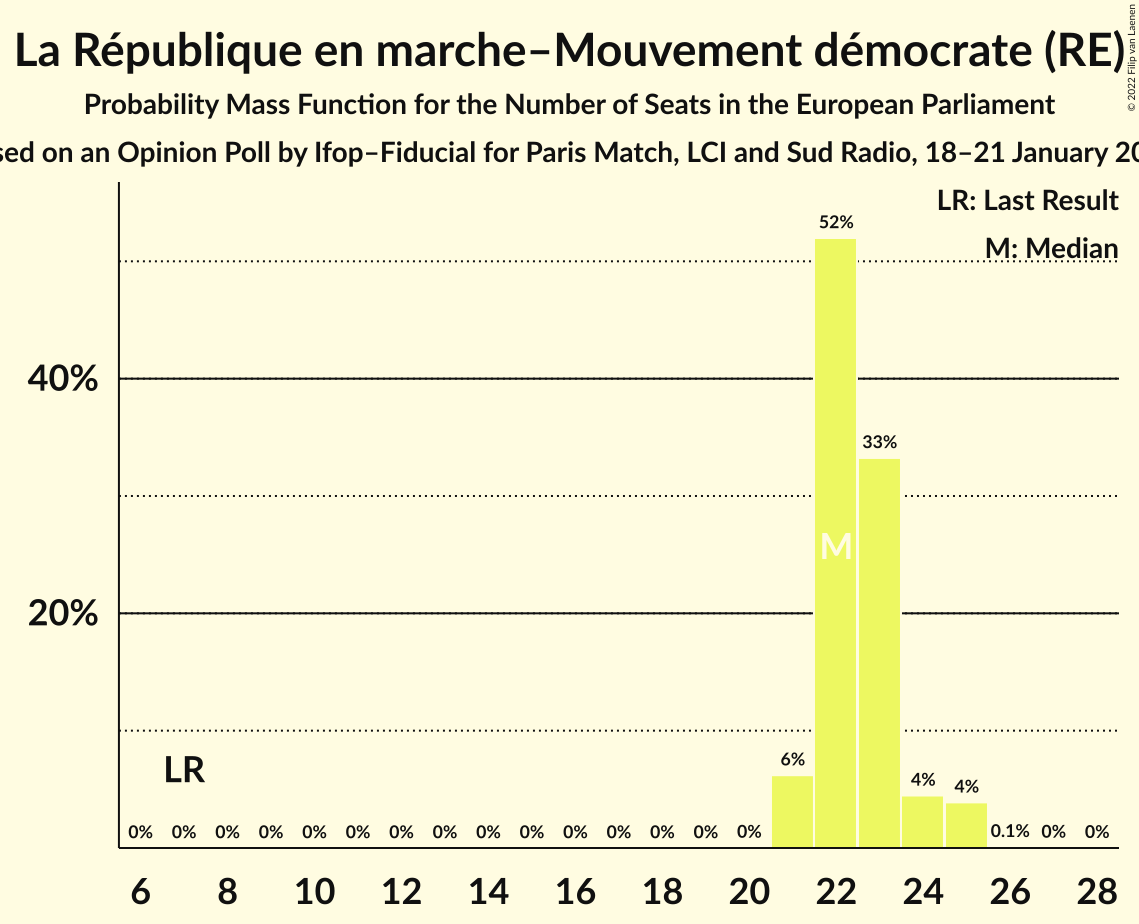 La République en marche–Mouvement démocrate (RE)
© 2022 Filip van Laenen
Probability Mass Function for the Number of Seats in the European Parliament
sed on an Opinion Poll by Ifop–Fiducial for Paris Match, LCI and Sud Radio, 18–21 January 20
LR: Last Result
M: Median
52%
40%
33%
M
20%
LR
6%
4%
4%
0% 0% 0% 0% 0% 0% 0% 0% 0% 0% 0% 0% 0% 0% 0% 0.1% 0% 0%
6 8 10 12 14 16 18 20 22 24 26 28